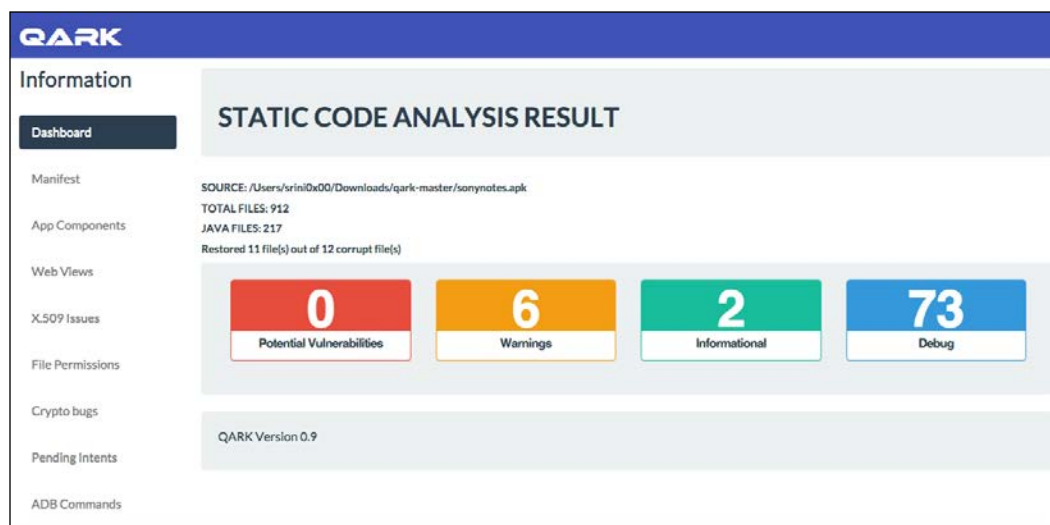 QARK
Information
Dashboard
Manifest
App Components
Web Views
X.509 Issues
File Permissions
Crypto bugs
Pending Intents
ADB Commands
STATIC CODE ANALYSIS RESULT
SOURCE: /Users/srini0x00/Downloads/qark-master/sonynotes.apk
TOTAL FILES: 912
JAVA FILES: 217
Restored 11 file(s) out of 12 corrupt file(s)
0
Potential Vulnerabilities
6
Warnings
2
Informational
73
Debug
QARK Version 0.9